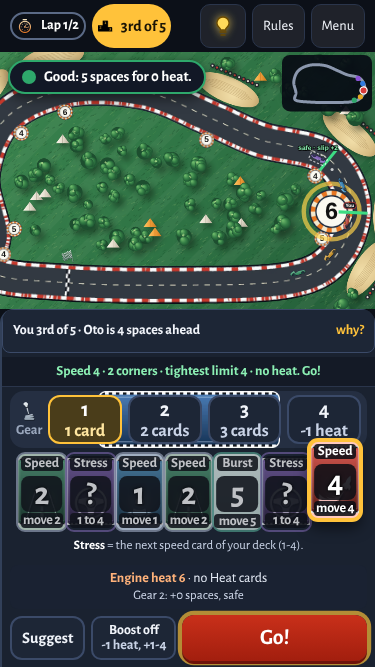 Lap 1/2
3rd of 5
Rules
Menu
Good: 5 spaces for 0 heat.
6
4
5
safe · slip +2
4
6
You
5
5
4
You 3rd of 5 · Oto is 4 spaces ahead
why?
Speed 4 · 2 corners · tightest limit 4 · no heat. Go!
Gear
1
1 card
2
2 cards
3
3 cards
4
-1 heat
Speed
2
move 2
Stress
?
1 to 4
Speed
1
move 1
Speed
2
move 2
Burst
5
move 5
Stress
?
1 to 4
Speed
4
move 4
Stress = the next speed card of your deck (1-4).
Engine heat 6 · no Heat cards
Gear 2: +0 spaces, safe
Suggest
Boost off
-1 heat, +1-4
Go!